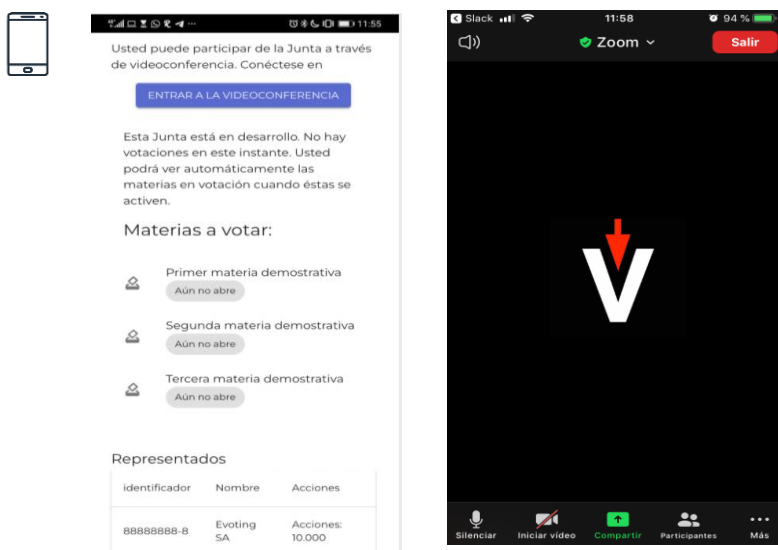 11:55
Usted puede participar de la Junta a través
de videoconferencia. Conéctese en
ENTRAR A LA VIDEOCONFERENCIA
Esta Junta está en desarrollo. No hay
votaciones en este instante. Usted
podrá ver automáticamente las
materias en votación cuando éstas se
activen.
Materias a votar:
Primer materia demostrativa
Aún no abre
Segunda materia demostrativa
Aún no abre
Tercera materia demostrativa
Aún no abre
Representados
identificador Nombre Acciones
88888888-8 Evoting Acciones:
SA 10.000
Slack 11:58 94 %
Zoom Salir
V
Silenciar Iniciar vídeo Compartir Participantes Más